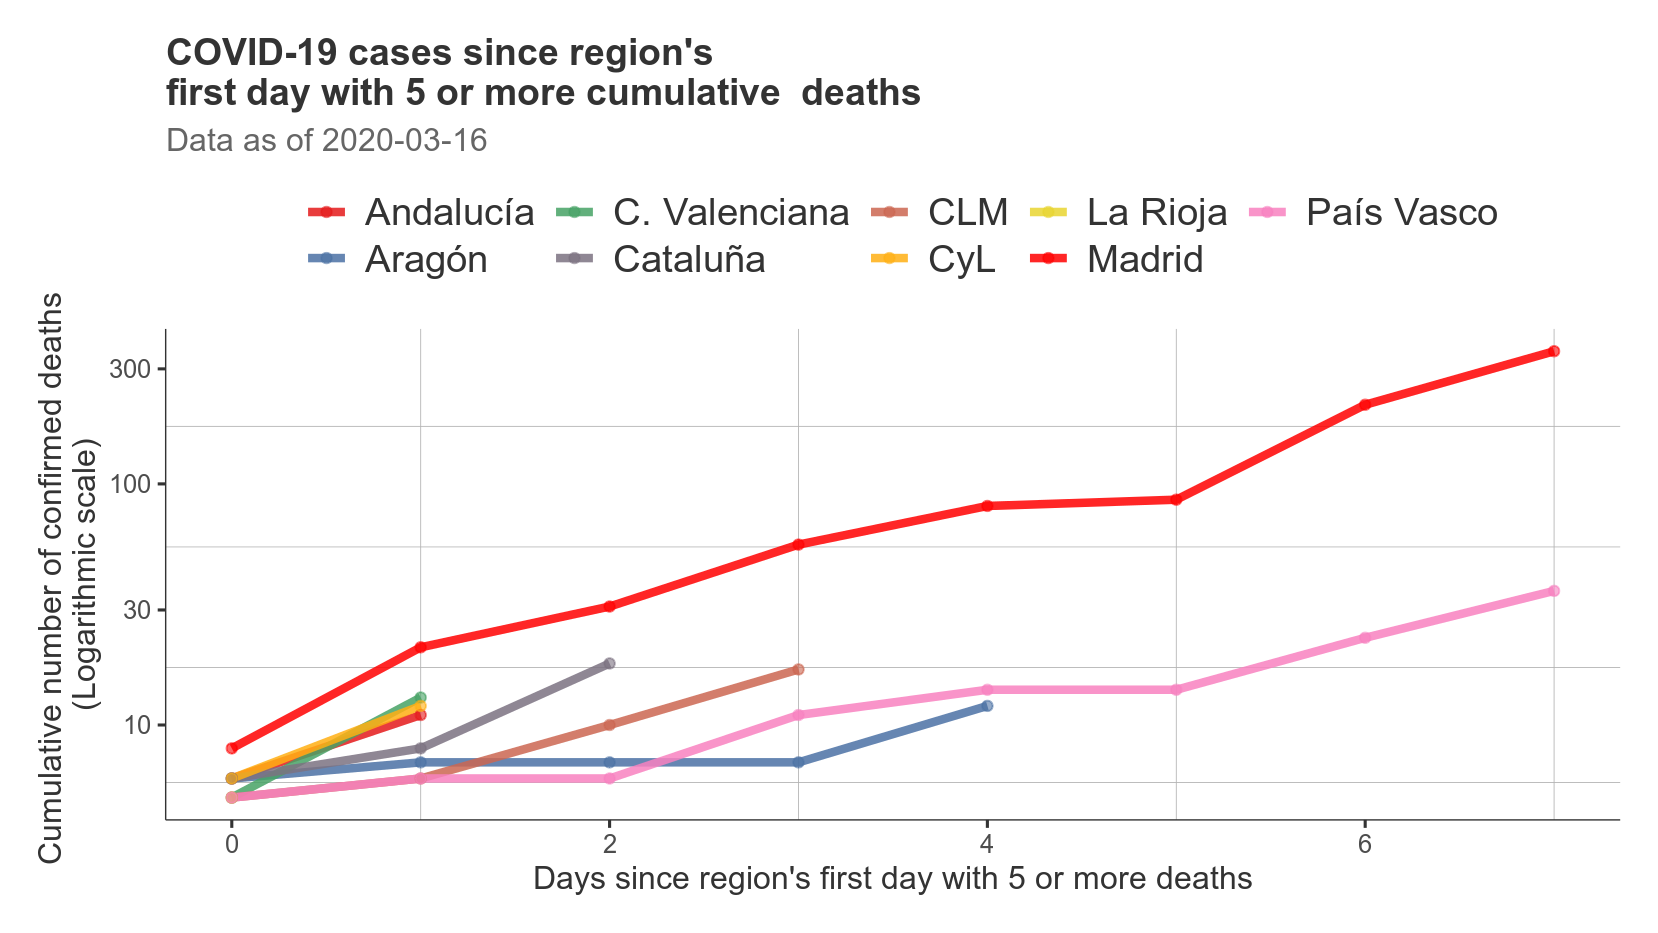 COVID-19 cases since region's
first day with 5 or more cumulative  deaths
Data as of 2020-03-16
Andalucía C. Valenciana CLM La Rioja País Vasco
Aragón Cataluña CyL Madrid
Cumulative number of confirmed deaths
(Logarithmic scale)
300
100
30
10
0 2 4 6
Days since region's first day with 5 or more deaths